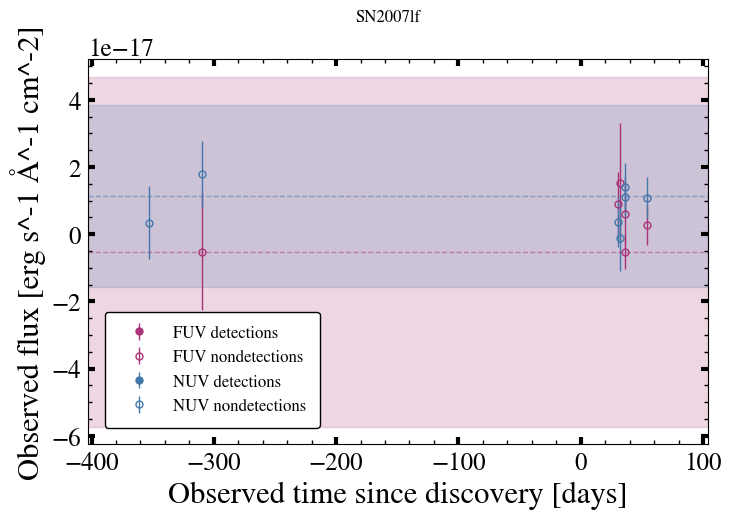 SN2007lf
1e−17
Observed flux [erg s^-1 Å^-1 cm^-2]
4
2
0
−2
−4
−6
FUV detections
FUV nondetections
NUV detections
NUV nondetections
−400 −300 −200 −100 0 100
Observed time since discovery [days]